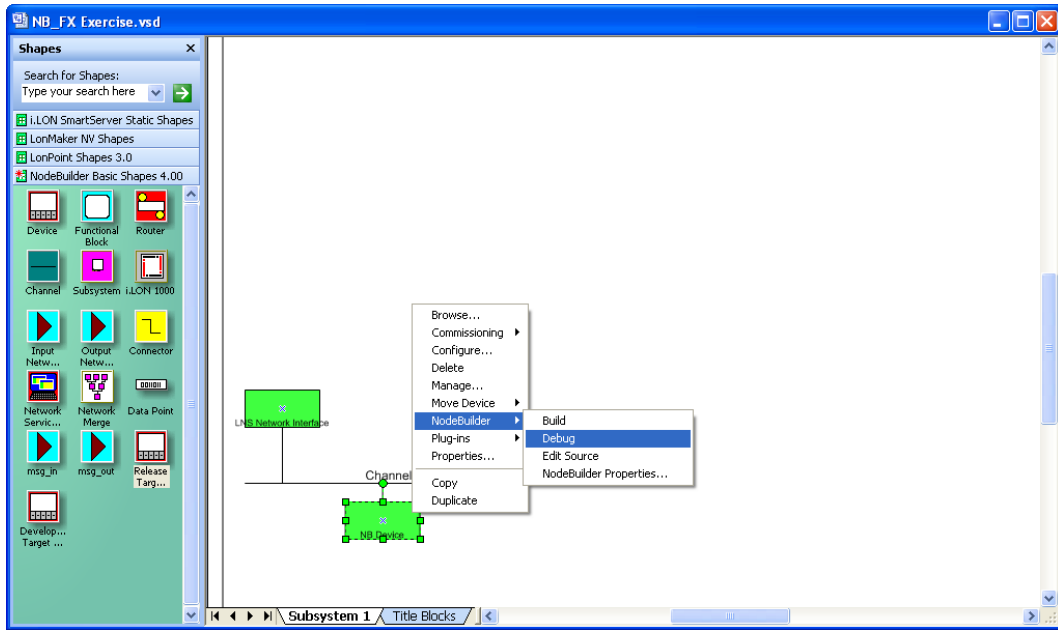 NB_FX Exercise.vsd
Shapes
Search for Shapes:
Type your search here
i.LON SmartServer Static Shapes
LonMaker NV Shapes
LonPoint Shapes 3.0
NodeBuilder Basic Shapes 4.00
Device
Functional
Block
Router
Channel
Subsystem
i.LON 1000
Input
Netw...
Output
Netw...
Connector
Network
Servic...
Network
Merge
Data Point
msg_in
msg_out
Release
Targ...
Develop...
Target ...
LNS Network Interface
Channel
NB Device
Browse...
Commissioning
Configure...
Delete
Manage...
Move Device
NodeBuilder
Plug-ins
Properties...
Copy
Duplicate
Build
Debug
Edit Source
NodeBuilder Properties...
Subsystem 1
Title Blocks